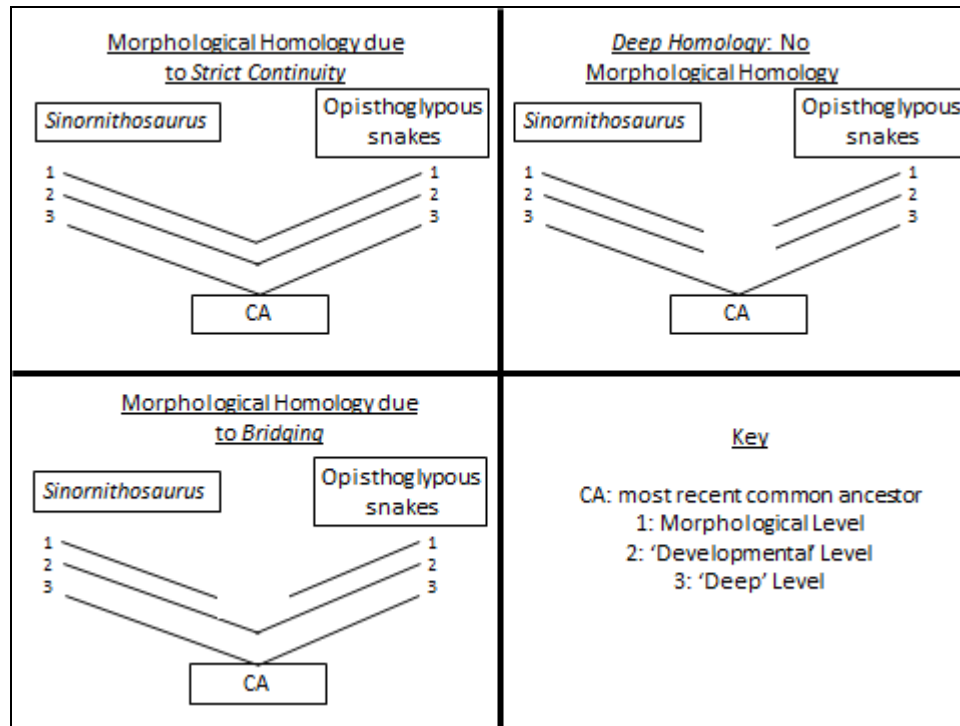 Morphological Homology due
to Strict Continuity
Sinornithosaurus
Opisthoglypous
snakes
1
2
3
1
2
3
CA
Deep Homology: No
Morphological Homology
Sinornithosaurus
Opisthoglypous
snakes
1
2
3
1
2
3
CA
Morphological Homology due
to Bridging
Sinornithosaurus
Opisthoglypous
snakes
1
2
3
1
2
3
CA
Key
CA: most recent common ancestor
1: Morphological Level
2: ‘Developmental’ Level
3: ‘Deep’ Level